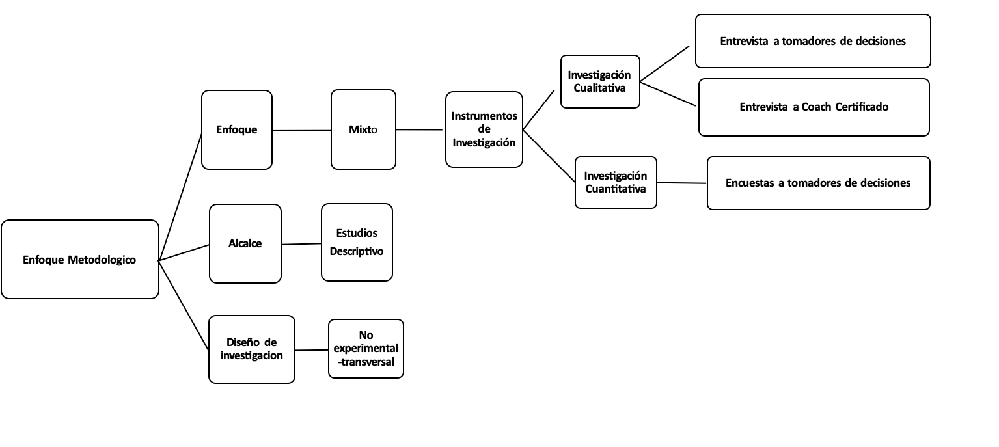 Enfoque Metodologico
Enfoque
Mixto
Instrumentos
de
Investigación
Investigación
Cualitativa
Entrevista a tomadores de decisiones
Entrevista a Coach Certificado
Investigación
Cuantitativa
Encuestas a tomadores de decisiones
Alcalce
Estudios
Descriptivo
Diseño de
investigacion
No
experimental
-transversal